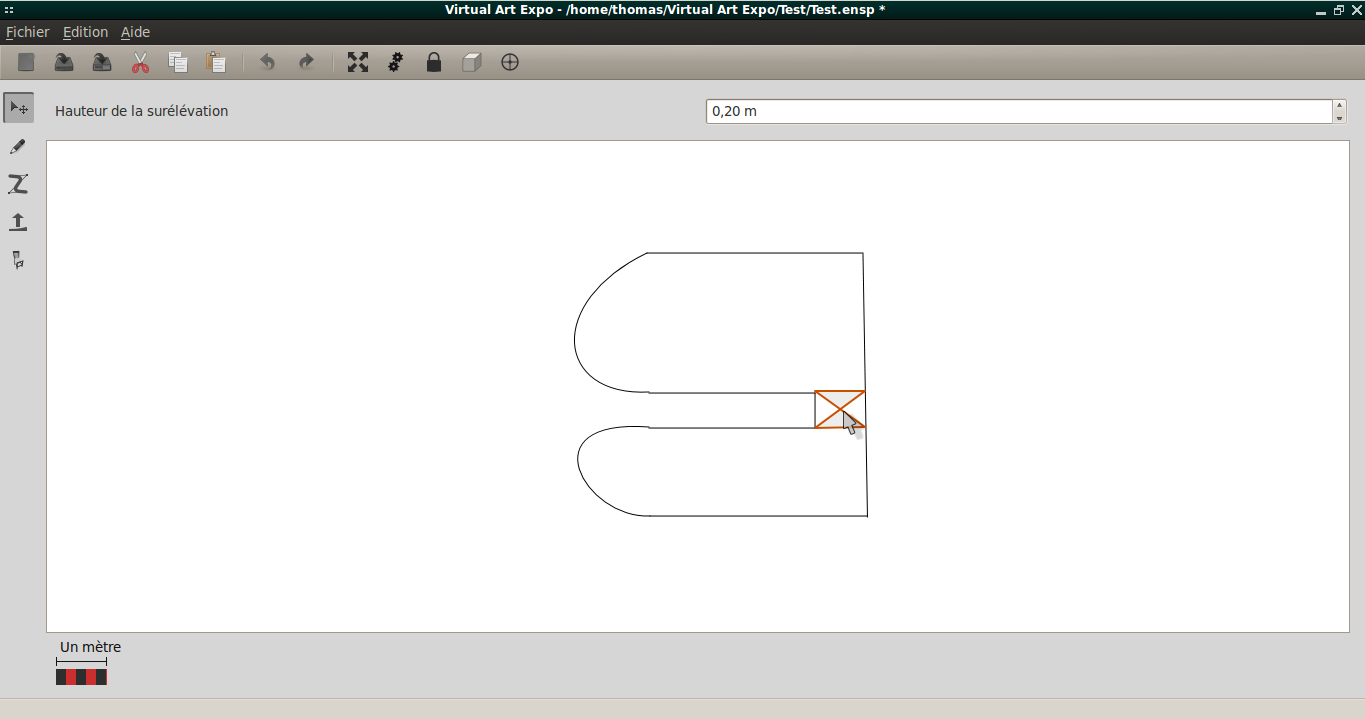 Virtual Art Expo - /home/thomas/Virtual Art Expo/Test/Test.ensp *
Fichier Edition Aide
Hauteur de la surélévation 0,20 m
Un mètre